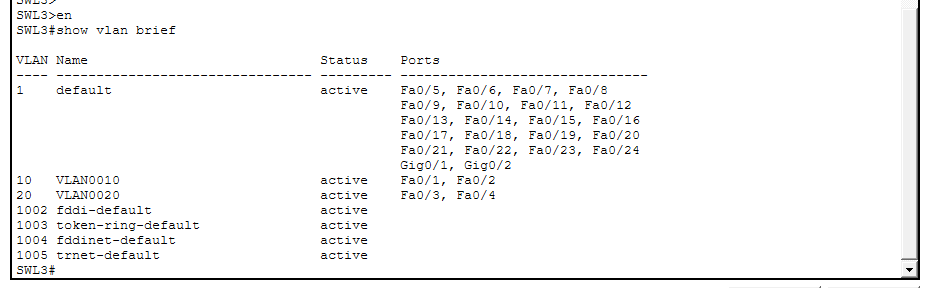 SWL3>
SWL3>en
SWL3#show vlan brief
VLAN Name                             Status    Ports
---- -------------------------------- --------- -------------------------------
1    default                          active    Fa0/5, Fa0/6, Fa0/7, Fa0/8
                                                Fa0/9, Fa0/10, Fa0/11, Fa0/12
                                                Fa0/13, Fa0/14, Fa0/15, Fa0/16
                                                Fa0/17, Fa0/18, Fa0/19, Fa0/20
                                                Fa0/21, Fa0/22, Fa0/23, Fa0/24
                                                Gig0/1, Gig0/2
10   VLAN0010                         active    Fa0/1, Fa0/2
20   VLAN0020                         active    Fa0/3, Fa0/4
1002 fddi-default                     active
1003 token-ring-default               active
1004 fddinet-default                  active
1005 trnet-default                    active
SWL3#